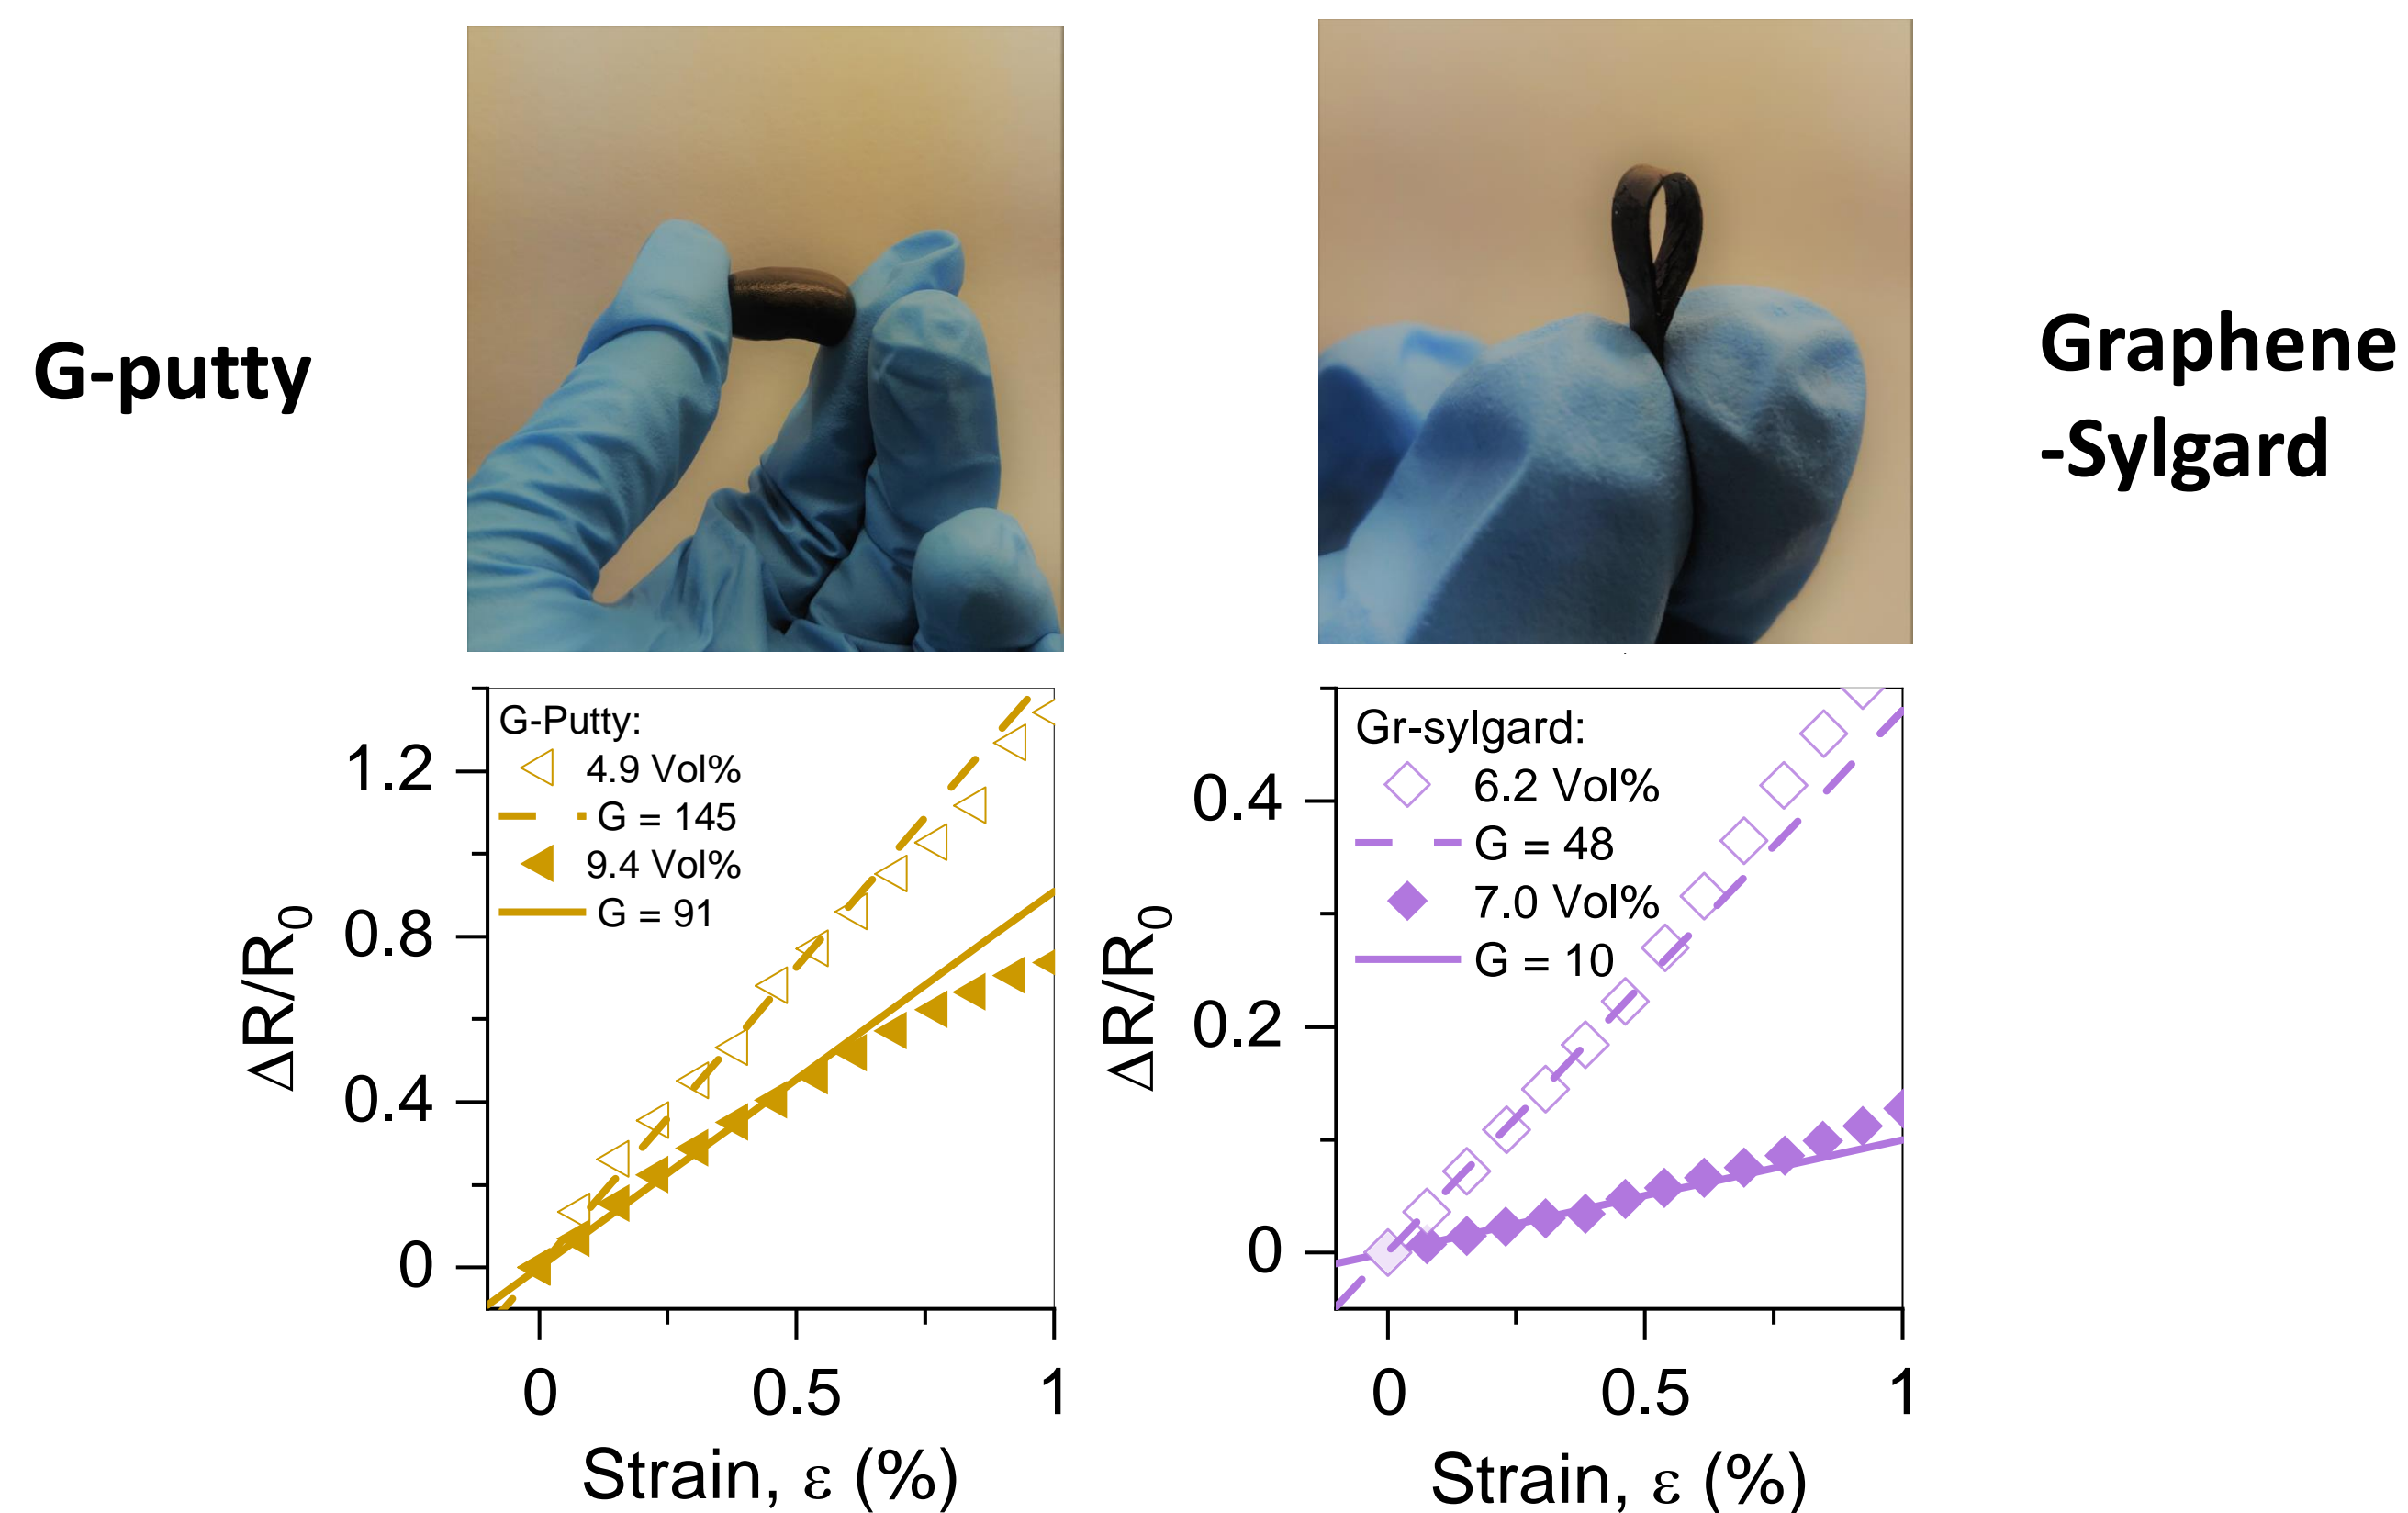 G-putty
Graphene
-Sylgard
G-Putty:
4.9 Vol%
G = 145
9.4 Vol%
G = 91
1.2
0.8
0.4
0
ΔR/R₀
0
0.5
1
Strain, ε (%)
Gr-sylgard:
6.2 Vol%
G = 48
7.0 Vol%
G = 10
0.4
0.2
0
ΔR/R₀
0
0.5
1
Strain, ε (%)